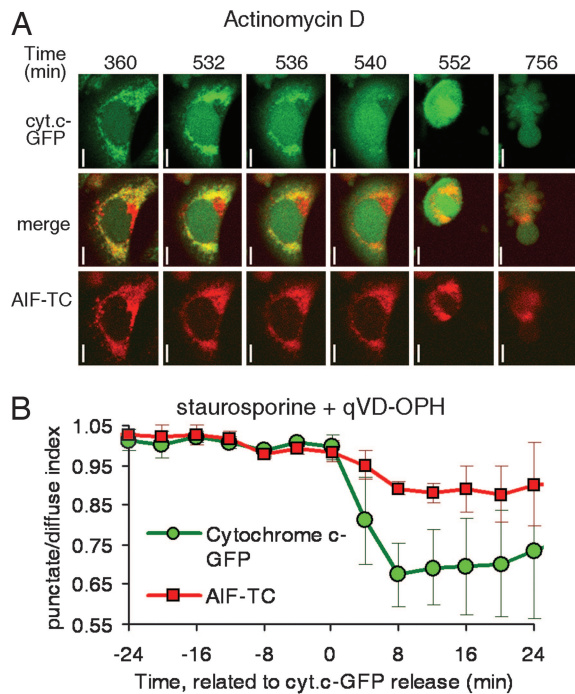 A
Actinomycin D
Time (min)
360 532 536 540 552 756
cyt.c-
GFP
merge
AIF-TC
B
staurosporine + qVD-OPH
punctate/diffuse index
1.05
0.95
0.85
0.75
0.65
0.55
Cytochrome c-
GFP
AIF-TC
-24 -16 -8 0 8 16 24
Time, related to cyt.c-GFP release (min)